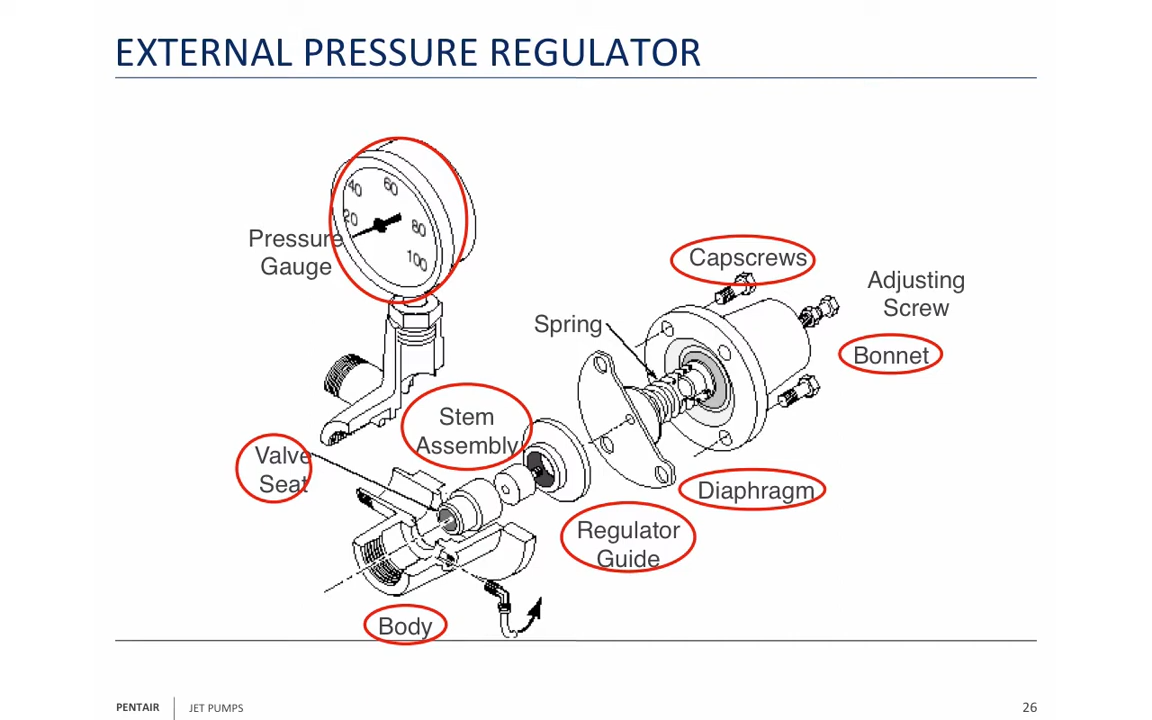 EXTERNAL PRESSURE REGULATOR
40
60
20
80
100
Pressure
Gauge
Capscrews
Adjusting
Screw
Spring
Bonnet
Stem
Assembly
Valve
Seat
Diaphragm
Regulator
Guide
Body
PENTAIR
JET PUMPS
26